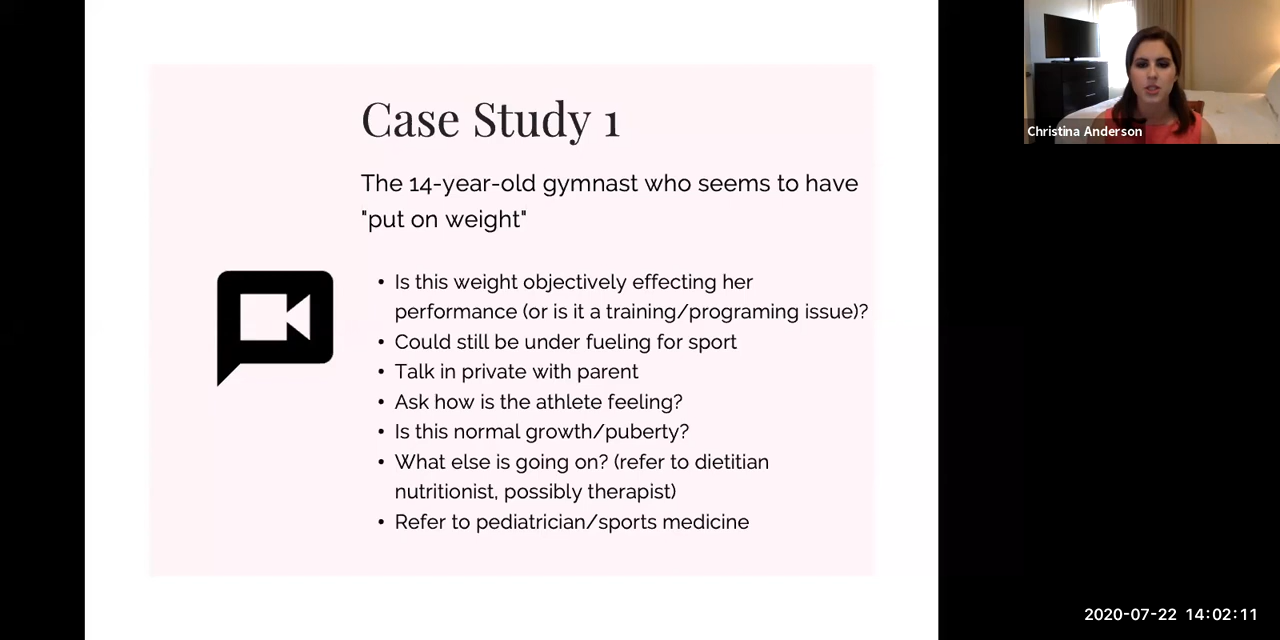 Case Study 1
The 14-year-old gymnast who seems to have
"put on weight"
• Is this weight objectively effecting her
performance (or is it a training/programing issue)?
• Could still be under fueling for sport
• Talk in private with parent
• Ask how is the athlete feeling?
• Is this normal growth/puberty?
• What else is going on? (refer to dietitian
nutritionist, possibly therapist)
• Refer to pediatrician/sports medicine
Christina Anderson
2020-07-22 14:02:11